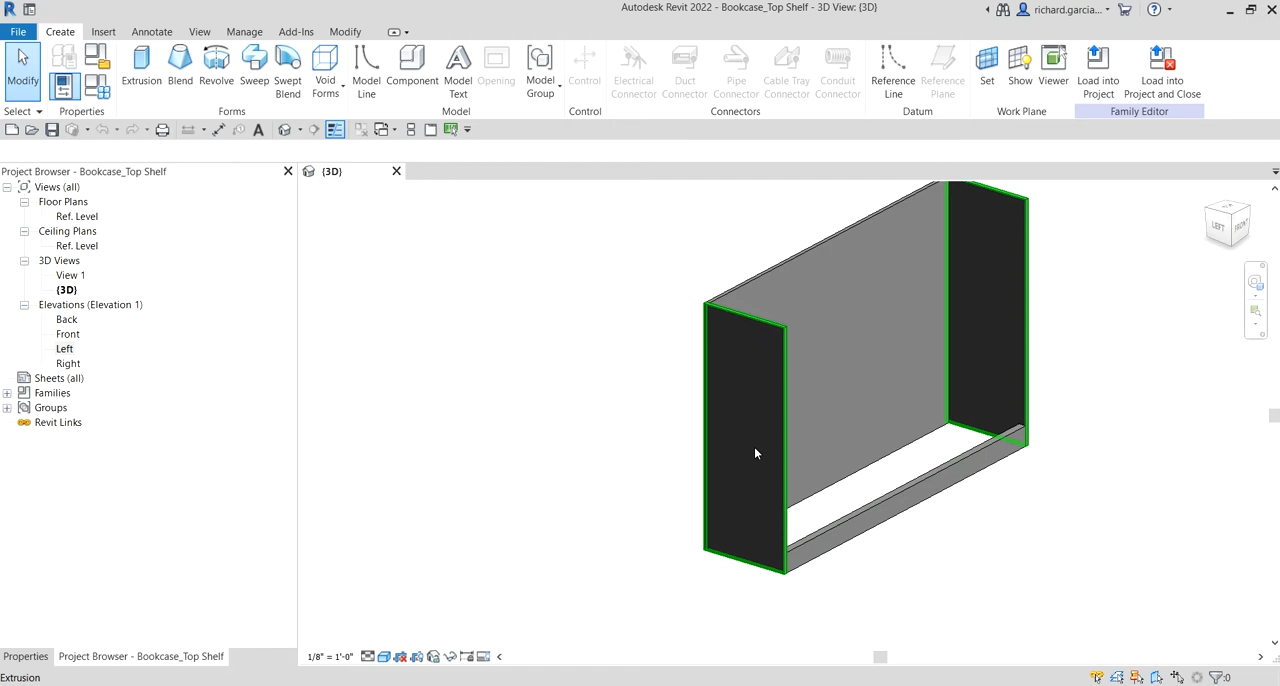 Autodesk Revit 2022 - Bookcase_Top Shelf - 3D View: {3D}
richard.garcia...
File Create Insert Annotate View Manage Add-Ins Modify
Modify Extrusion Blend Revolve Sweep Swept Blend Void Forms Model Line Component Model Text Opening Model Group Control Electrical Connector Duct Connector Pipe Connector Cable Tray Connector Conduit Connector Reference Line Reference Plane Set Show Viewer Load into Project Load into Project and Close
Select Properties Forms Model Control Connectors Datum Work Plane Family Editor
Project Browser - Bookcase_Top Shelf
{3D}
Views (all)
Floor Plans
Ref. Level
Ceiling Plans
Ref. Level
3D Views
View 1
{3D}
Elevations (Elevation 1)
Back
Front
Left
Right
Sheets (all)
Families
Groups
Revit Links
LEFT FRONT
Properties Project Browser - Bookcase_Top Shelf
1/8" = 1'-0"
Extrusion
:0